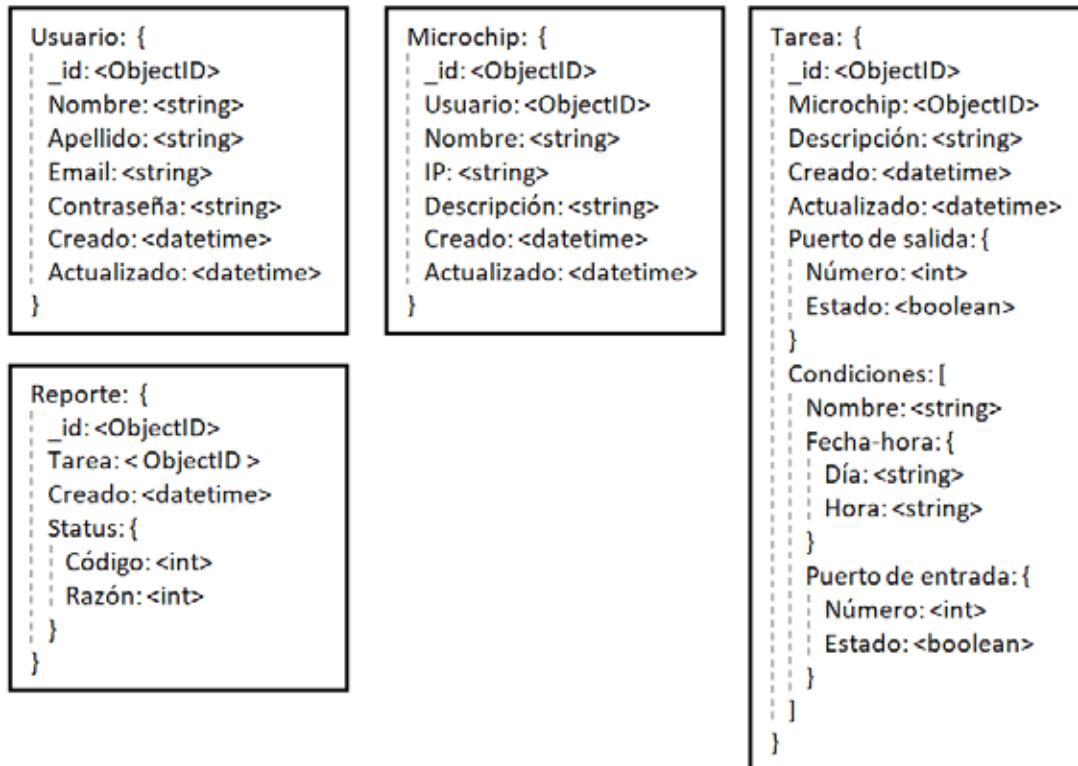 Usuario: {
_id: <ObjectID>
Nombre: <string>
Apellido: <string>
Email: <string>
Contraseña: <string>
Creado: <datetime>
Actualizado: <datetime>
}
Microchip: {
_id: <ObjectID>
Usuario: <ObjectID>
Nombre: <string>
IP: <string>
Descripción: <string>
Creado: <datetime>
Actualizado: <datetime>
}
Tarea: {
_id: <ObjectID>
Microchip: <ObjectID>
Descripción: <string>
Creado: <datetime>
Actualizado: <datetime>
Puerto de salida: {
Número: <int>
Estado: <boolean>
}
Condiciones: [
Nombre: <string>
Fecha-hora: {
Día: <string>
Hora: <string>
}
Puerto de entrada: {
Número: <int>
Estado: <boolean>
}
]
}
Reporte: {
_id: <ObjectID>
Tarea: < ObjectID >
Creado: <datetime>
Status: {
Código: <int>
Razón: <int>
}
}